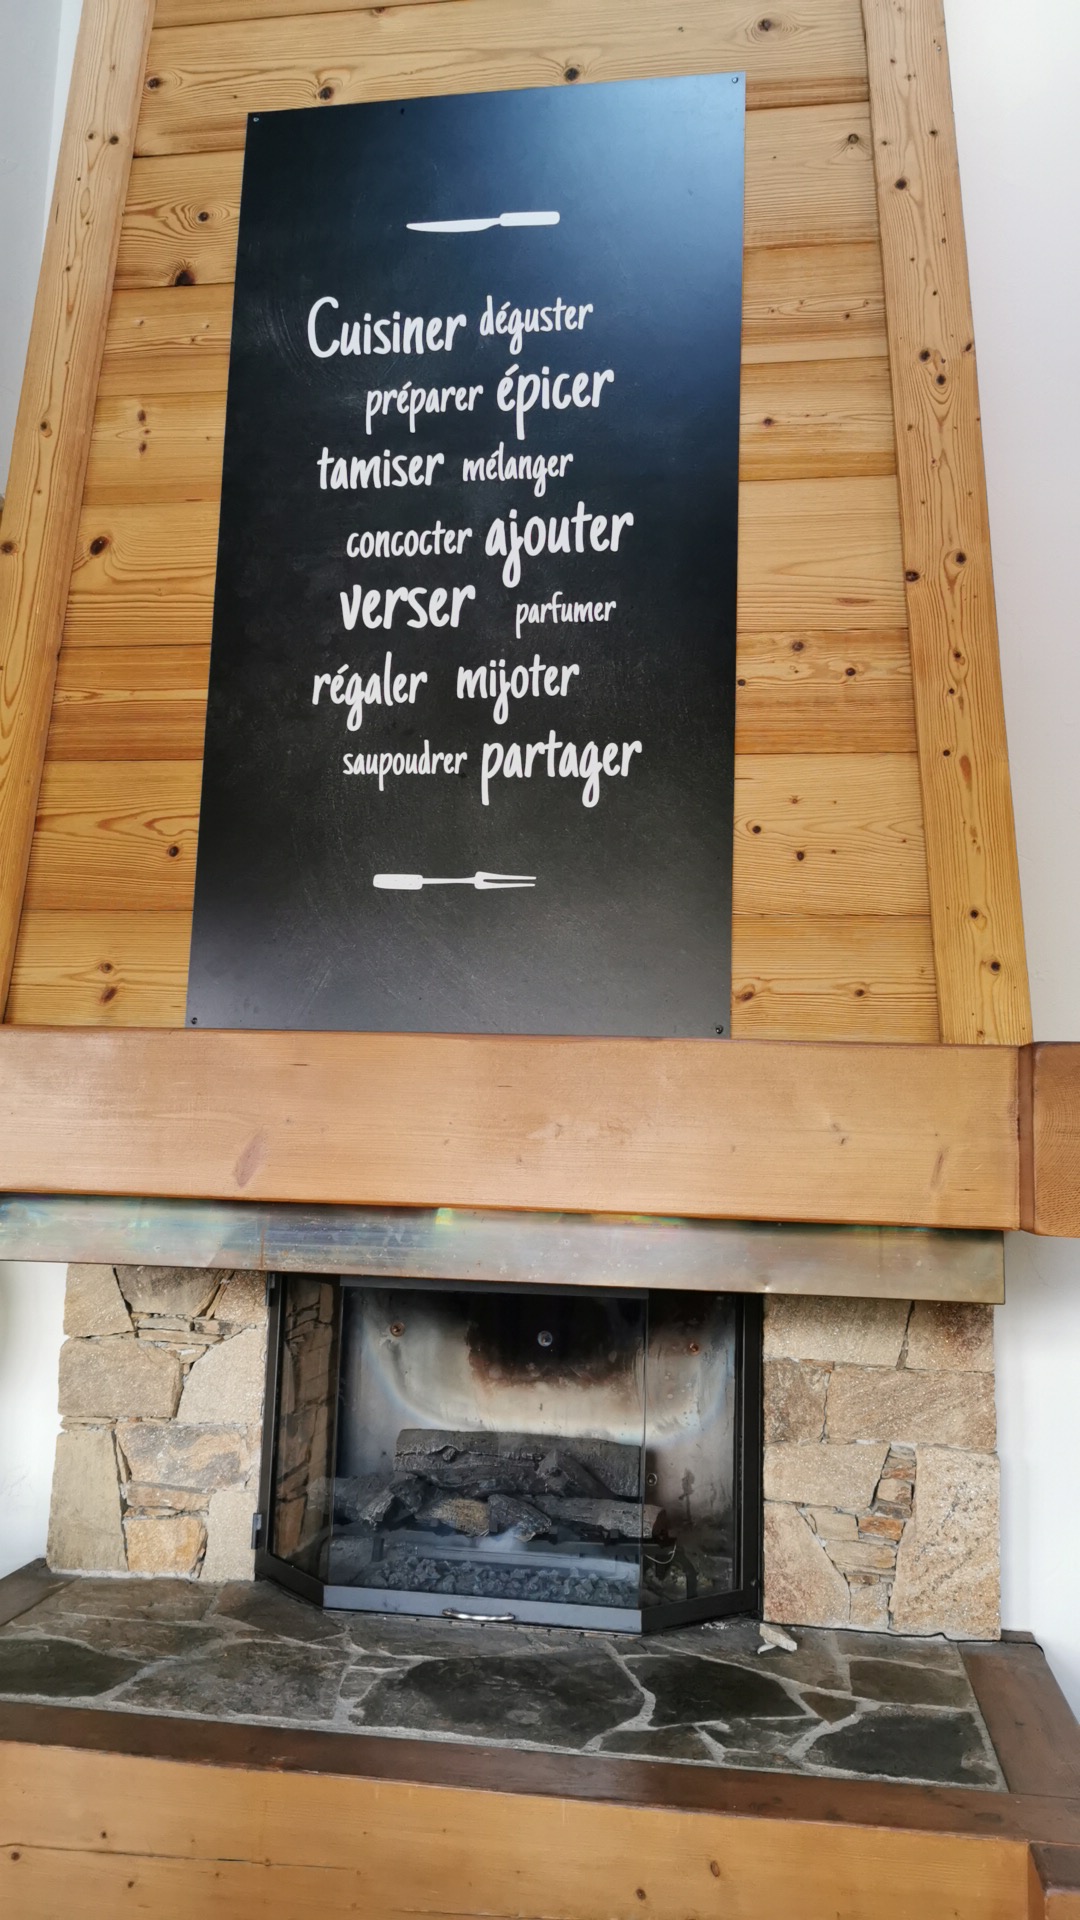 Cuisiner déguster
préparer épicer
tamiser mélanger
concocter ajouter
verser parfumer
régaler mijoter
saupoudrer partager